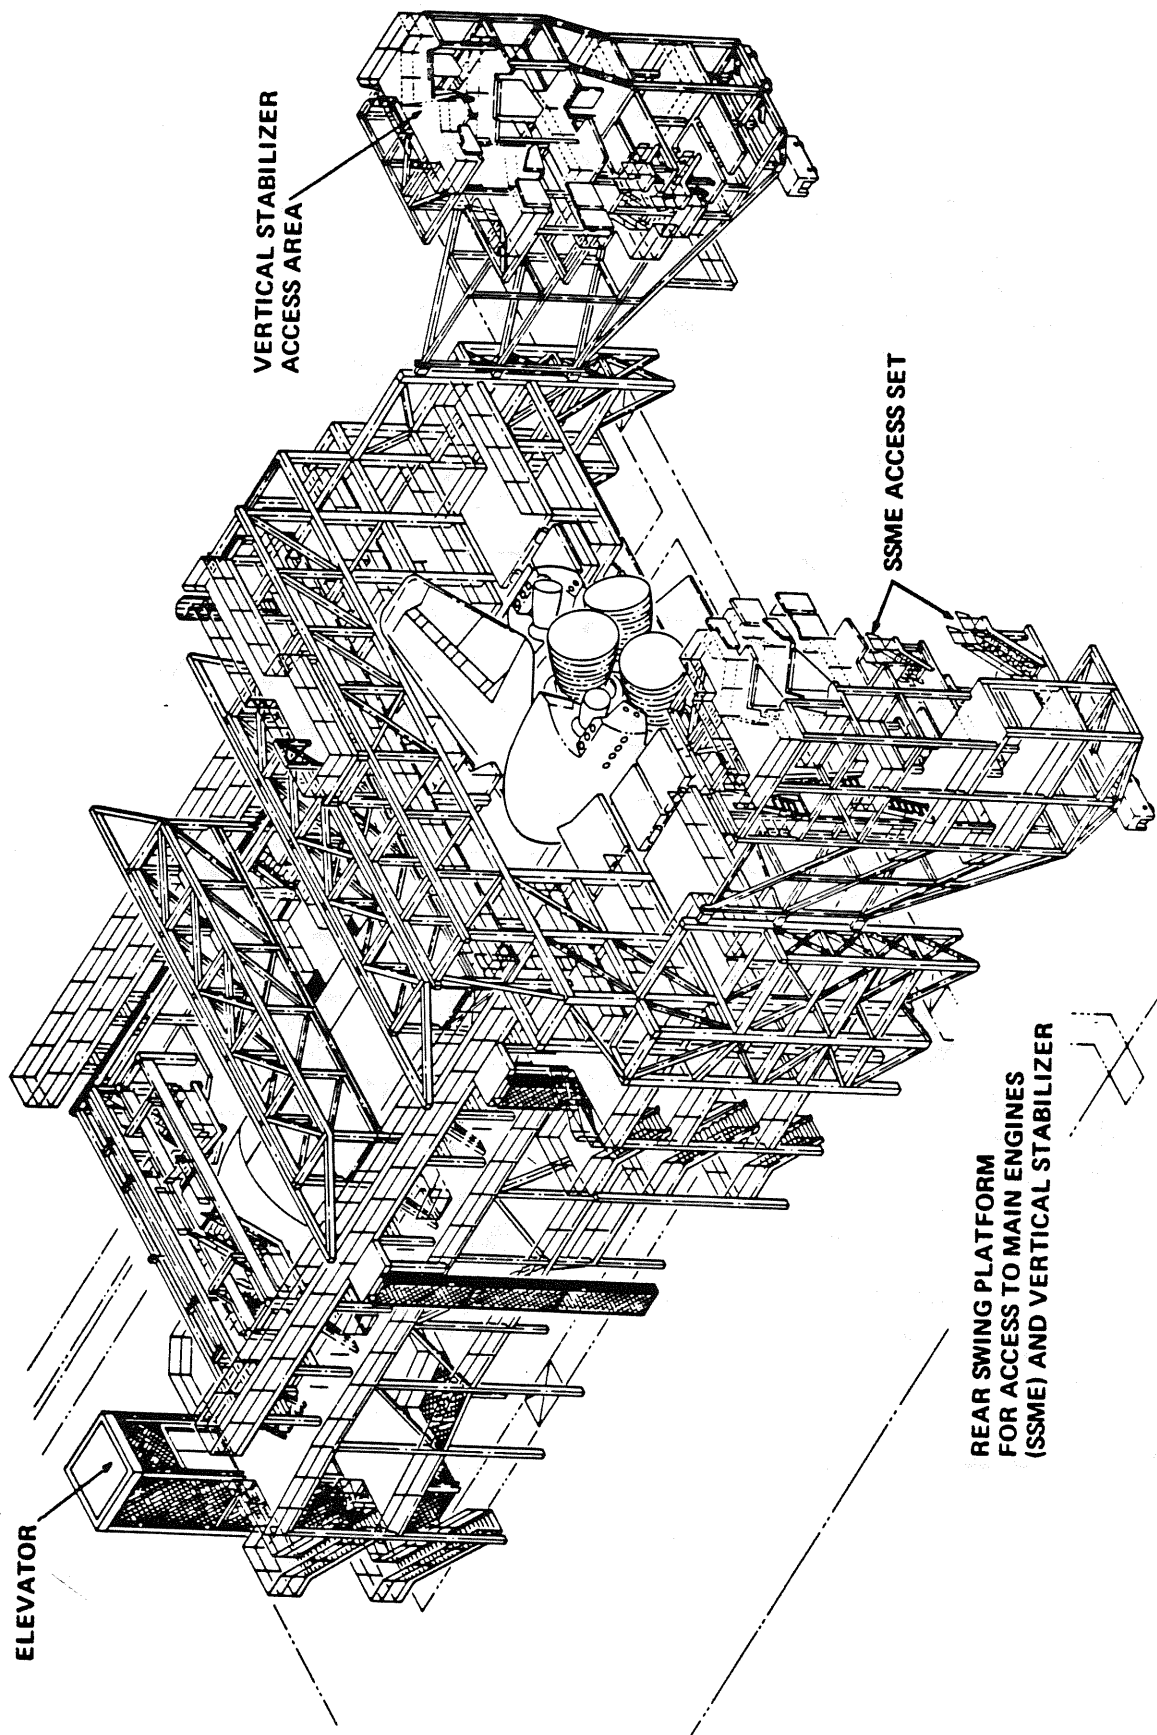 ELEVATOR
VERTICAL STABILIZER
ACCESS AREA
SSME ACCESS SET
REAR SWING PLATFORM
FOR ACCESS TO MAIN ENGINES
(SSME) AND VERTICAL STABILIZER